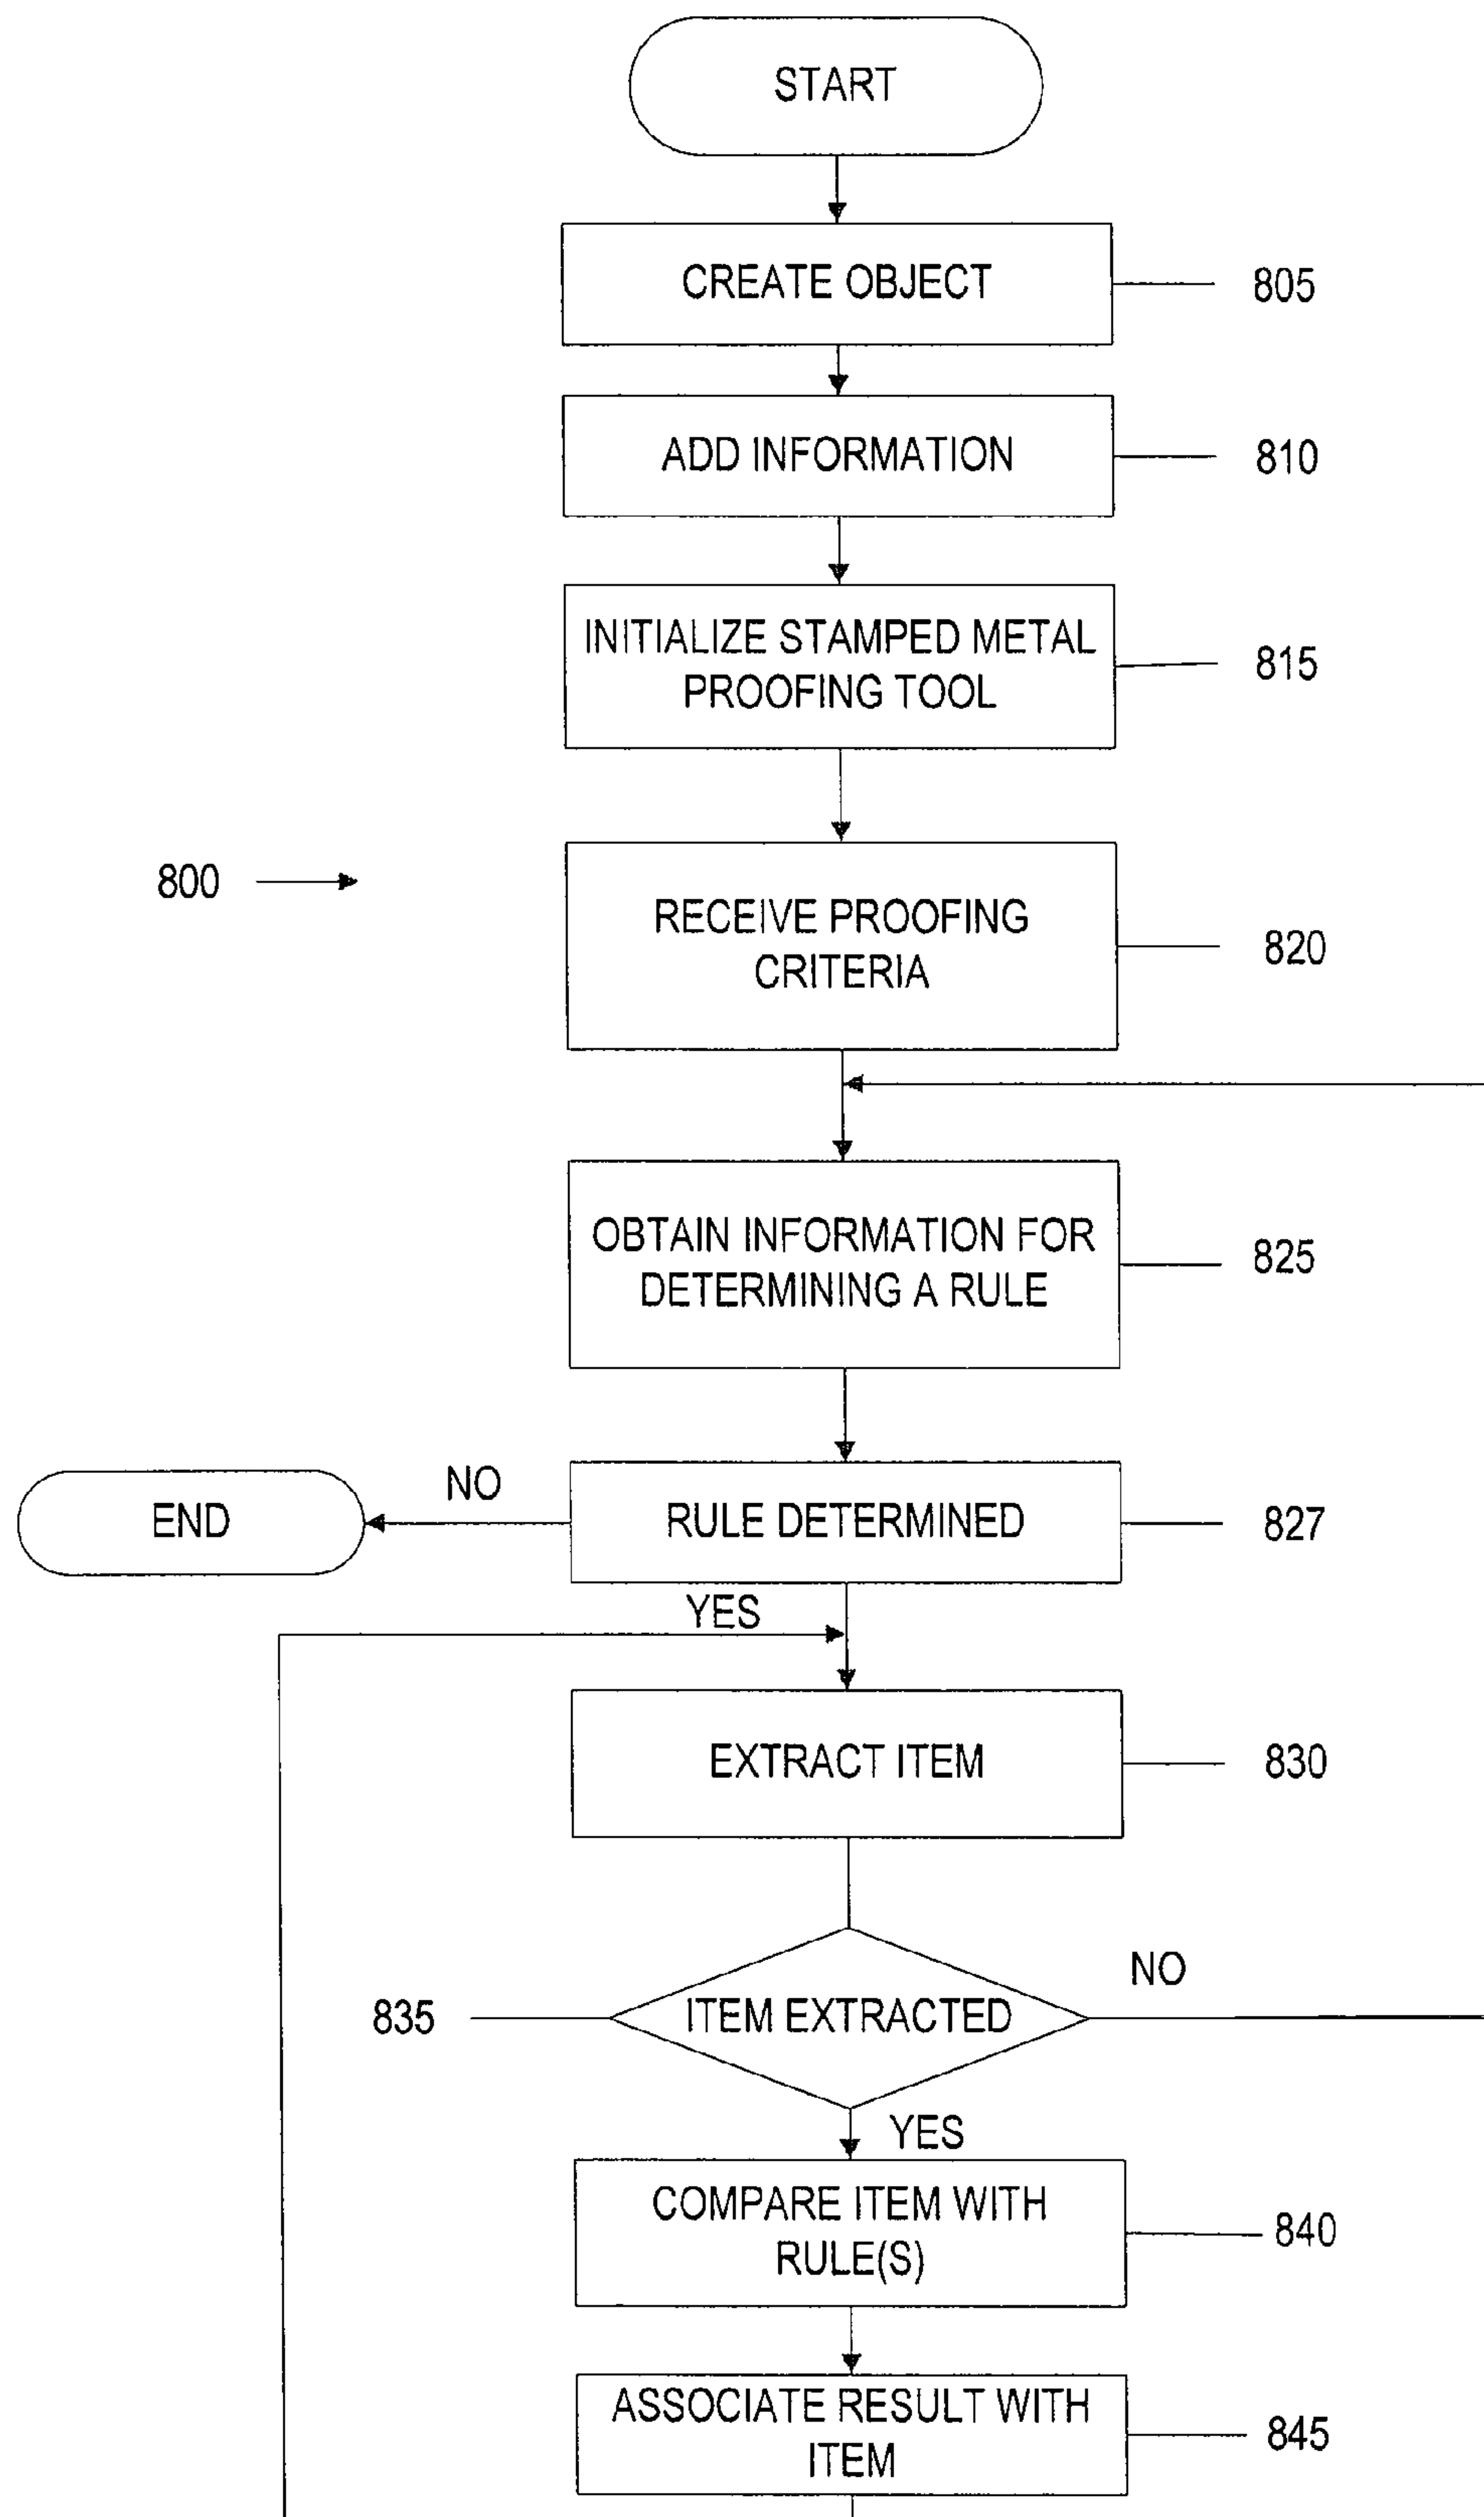 START
CREATE OBJECT
805
ADD INFORMATION
810
INITIALIZE STAMPED METAL
PROOFING TOOL
815
800
RECEIVE PROOFING
CRITERIA
820
OBTAIN INFORMATION FOR
DETERMINING A RULE
825
END
NO
RULE DETERMINED
827
YES
EXTRACT ITEM
830
NO
835
ITEM EXTRACTED
YES
COMPARE ITEM WITH
RULE(S)
840
ASSOCIATE RESULT WITH
ITEM
845